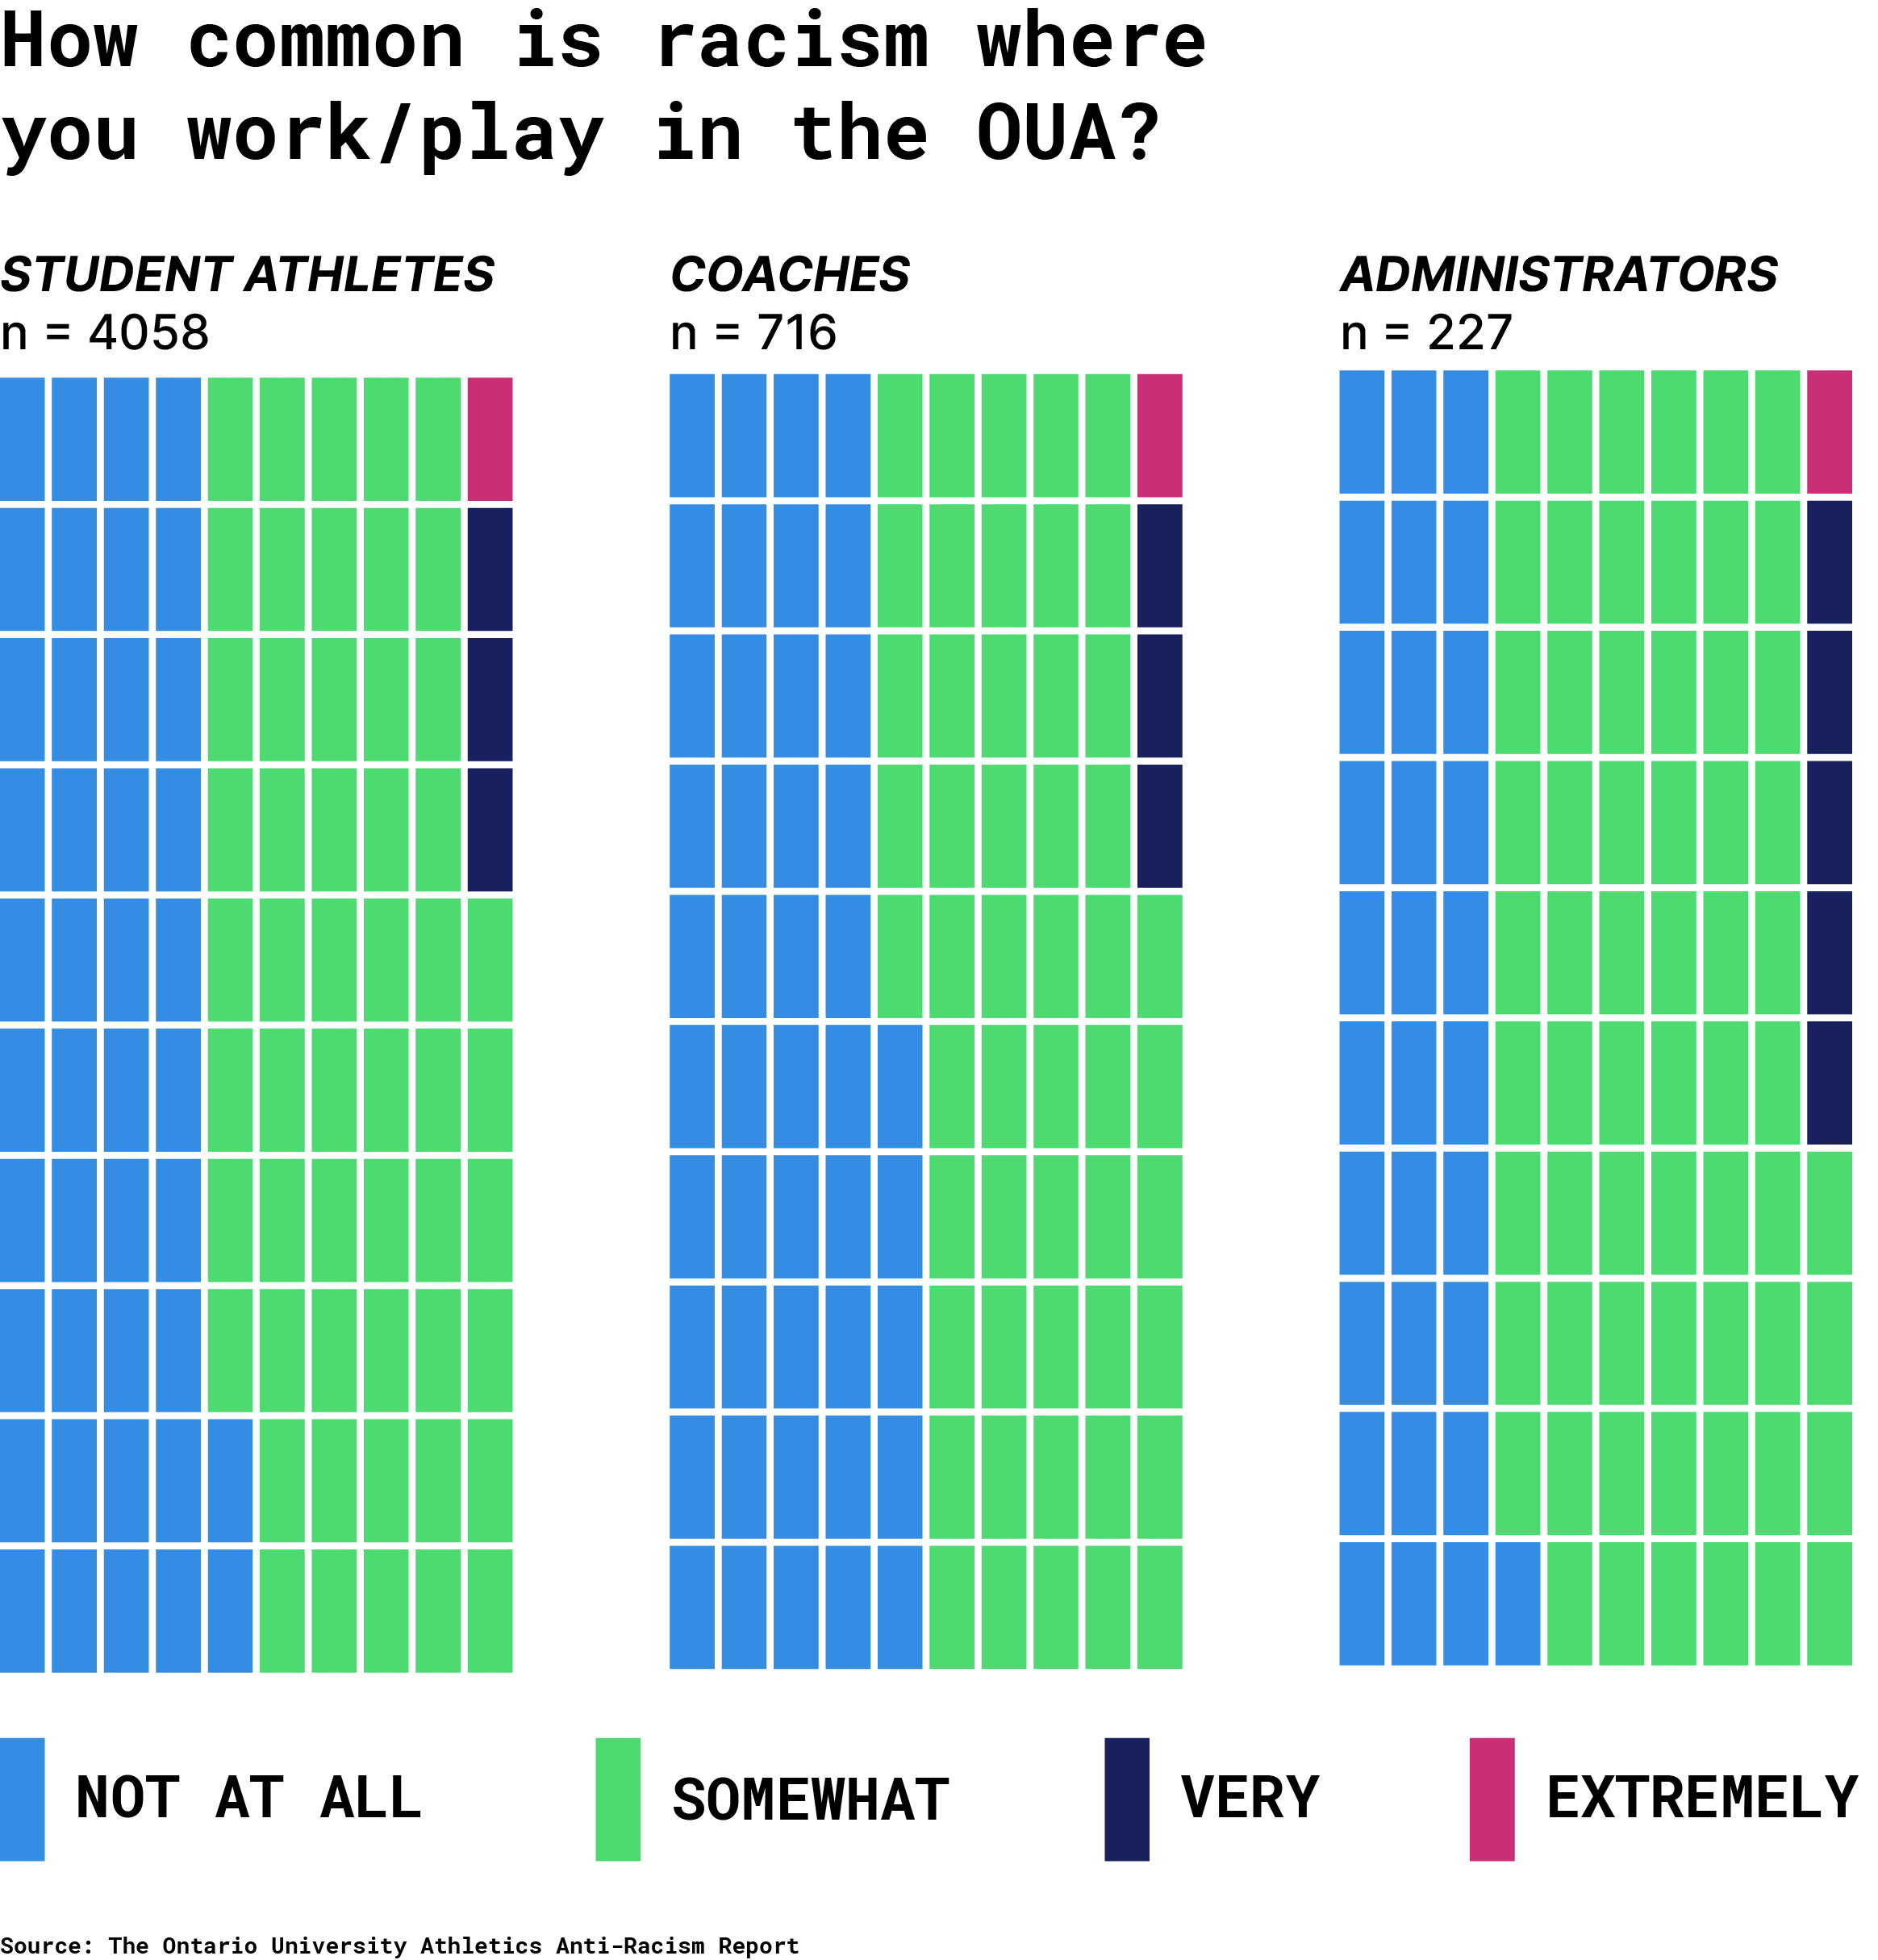 How common is racism where
you work/play in the OUA?
STUDENT ATHLETES
n = 4058
COACHES
n = 716
ADMINISTRATORS
n = 227
NOT AT ALL
SOMEWHAT
VERY
EXTREMELY
Source: The Ontario University Athletics Anti-Racism Report